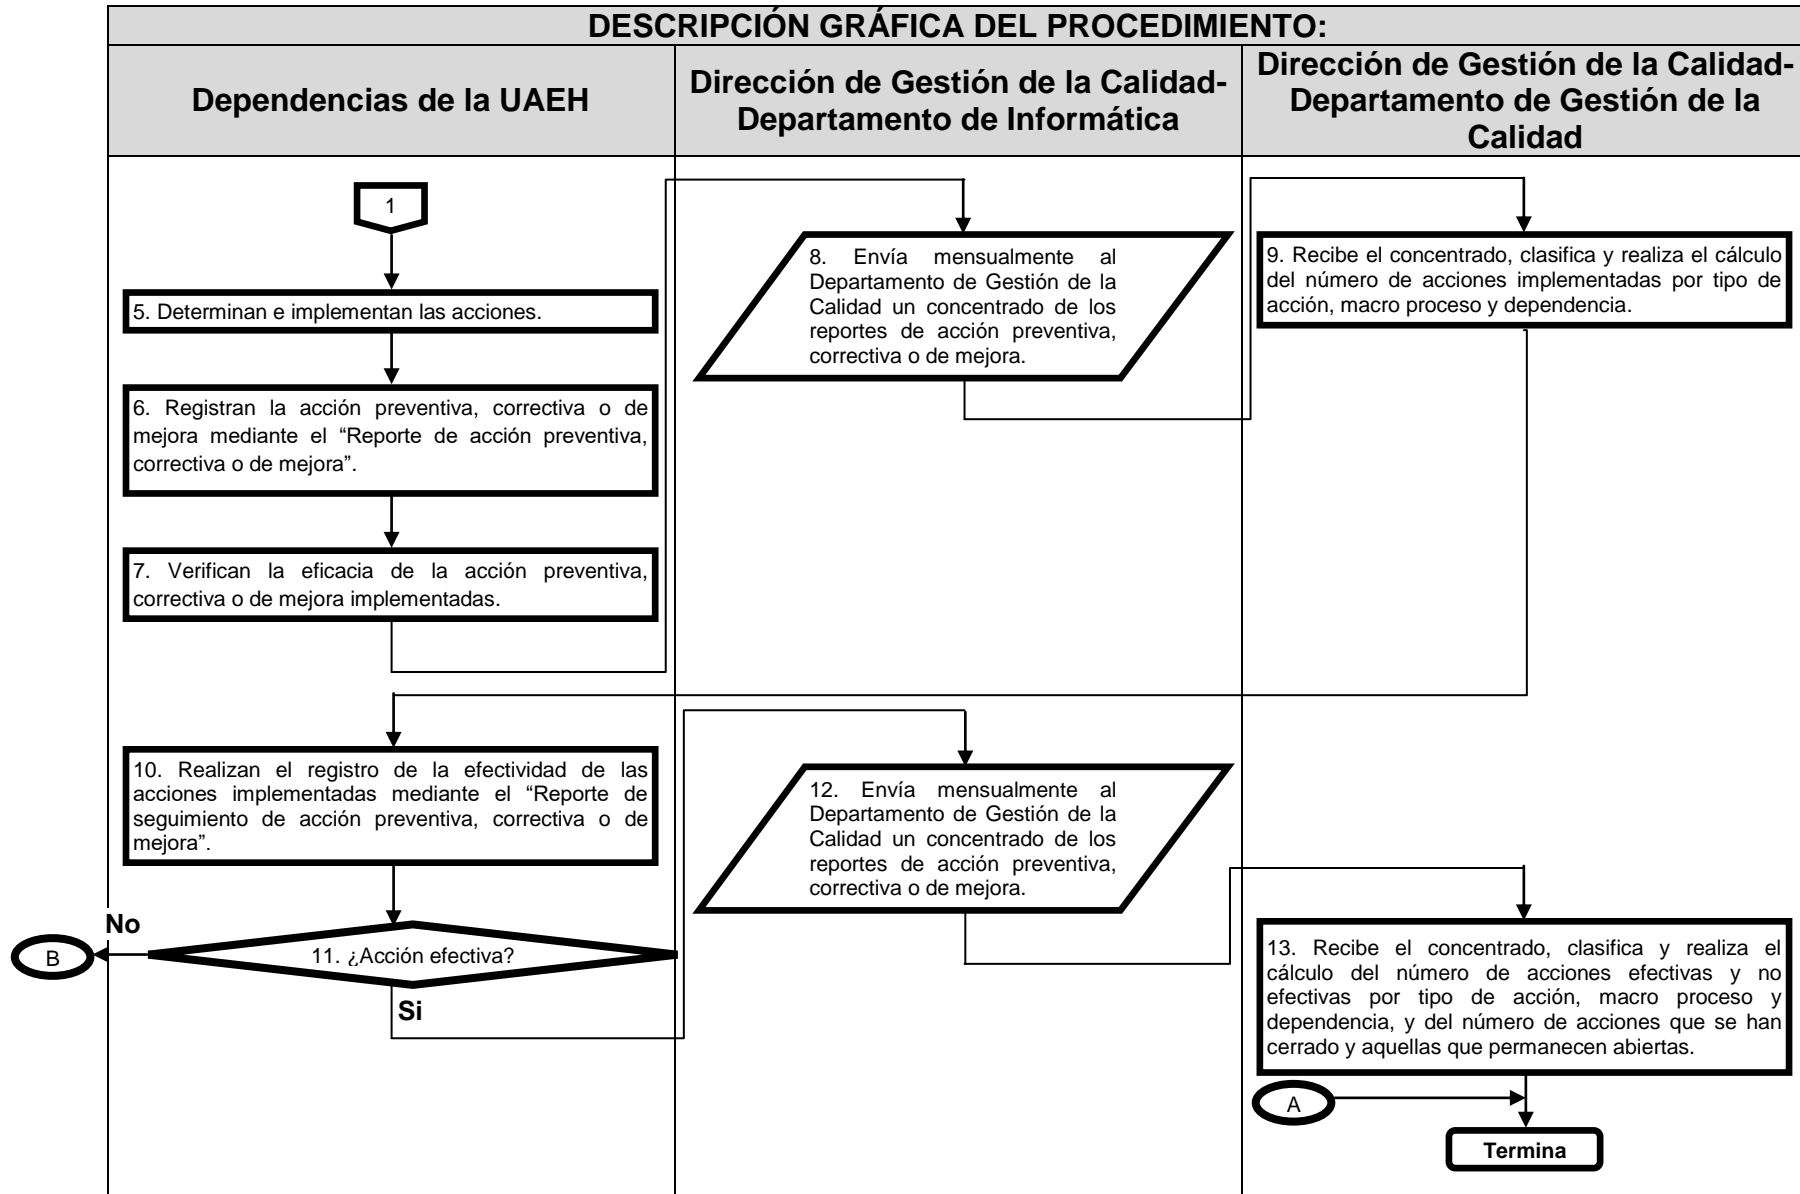 DESCRIPCIÓN GRÁFICA DEL PROCEDIMIENTO:
Dependencias de la UAEH
Dirección de Gestión de la Calidad-
Departamento de Informática
Dirección de Gestión de la Calidad-
Departamento de Gestión de la
Calidad
1
5. Determinan e implementan las acciones.
6. Registran la acción preventiva, correctiva o de
mejora mediante el “Reporte de acción preventiva,
correctiva o de mejora”.
7. Verifican la eficacia de la acción preventiva,
correctiva o de mejora implementadas.
8. Envía mensualmente al
Departamento de Gestión de la
Calidad un concentrado de los
reportes de acción preventiva,
correctiva o de mejora.
9. Recibe el concentrado, clasifica y realiza el cálculo
del número de acciones implementadas por tipo de
acción, macro proceso y dependencia.
10. Realizan el registro de la efectividad de las
acciones implementadas mediante el “Reporte de
seguimiento de acción preventiva, correctiva o de
mejora”.
No
B
11. ¿Acción efectiva?
Si
12. Envía mensualmente al
Departamento de Gestión de la
Calidad un concentrado de los
reportes de acción preventiva,
correctiva o de mejora.
13. Recibe el concentrado, clasifica y realiza el
cálculo del número de acciones efectivas y no
efectivas por tipo de acción, macro proceso y
dependencia, y del número de acciones que se han
cerrado y aquellas que permanecen abiertas.
A
Termina